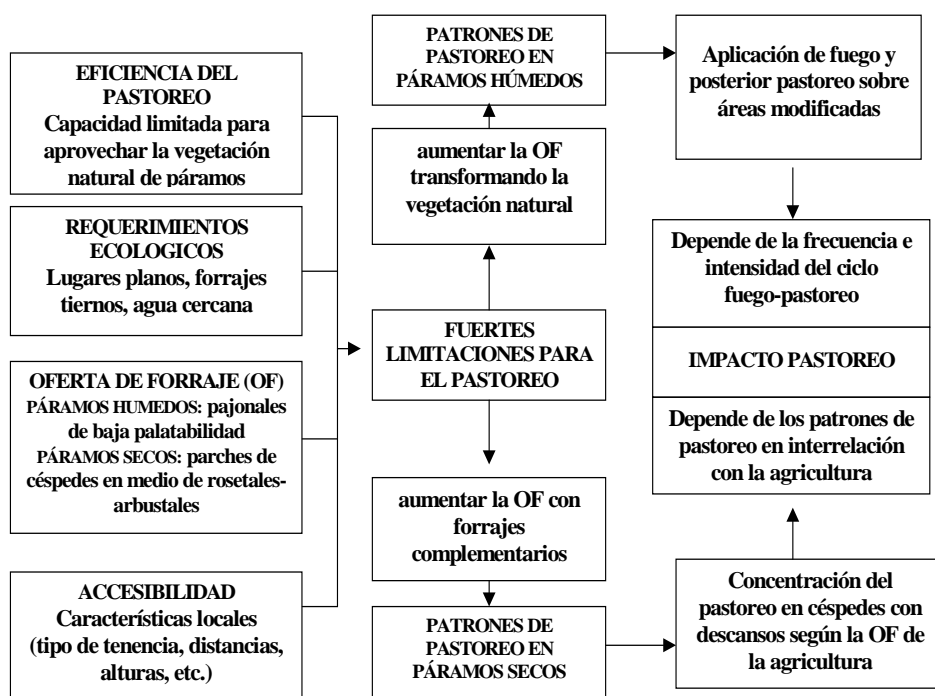 EFICIENCIA DEL
PASTOREO
Capacidad limitada para
aprovechar la vegetación
natural de páramos
REQUERIMIENTOS
ECOLOGICOS
Lugares planos, forrajes
tiernos, agua cercana
OFERTA DE FORRAJE (OF)
PÁRAMOS HUMEDOS: pajonales
de baja palatabilidad
PÁRAMOS SECOS: parches de
céspedes en medio de rosetales-
arbustales
ACCESIBILIDAD
Características locales
(tipo de tenencia, distancias,
alturas, etc.)
PATRONES DE
PASTOREO EN
PÁRAMOS HÚMEDOS
aumentar la OF
transformando la
vegetación natural
FUERTES
LIMITACIONES PARA
EL PASTOREO
aumentar la OF con
forrajes
complementarios
PATRONES DE
PASTOREO EN
PÁRAMOS SECOS
Aplicación de fuego y
posterior pastoreo sobre
áreas modificadas
Depende de la frecuencia e
intensidad del ciclo
fuego-pastoreo
IMPACTO PASTOREO
Depende de los patrones de
pastoreo en interrelación
con la agricultura
Concentración del
pastoreo en céspedes con
descansos según la OF de
la agricultura